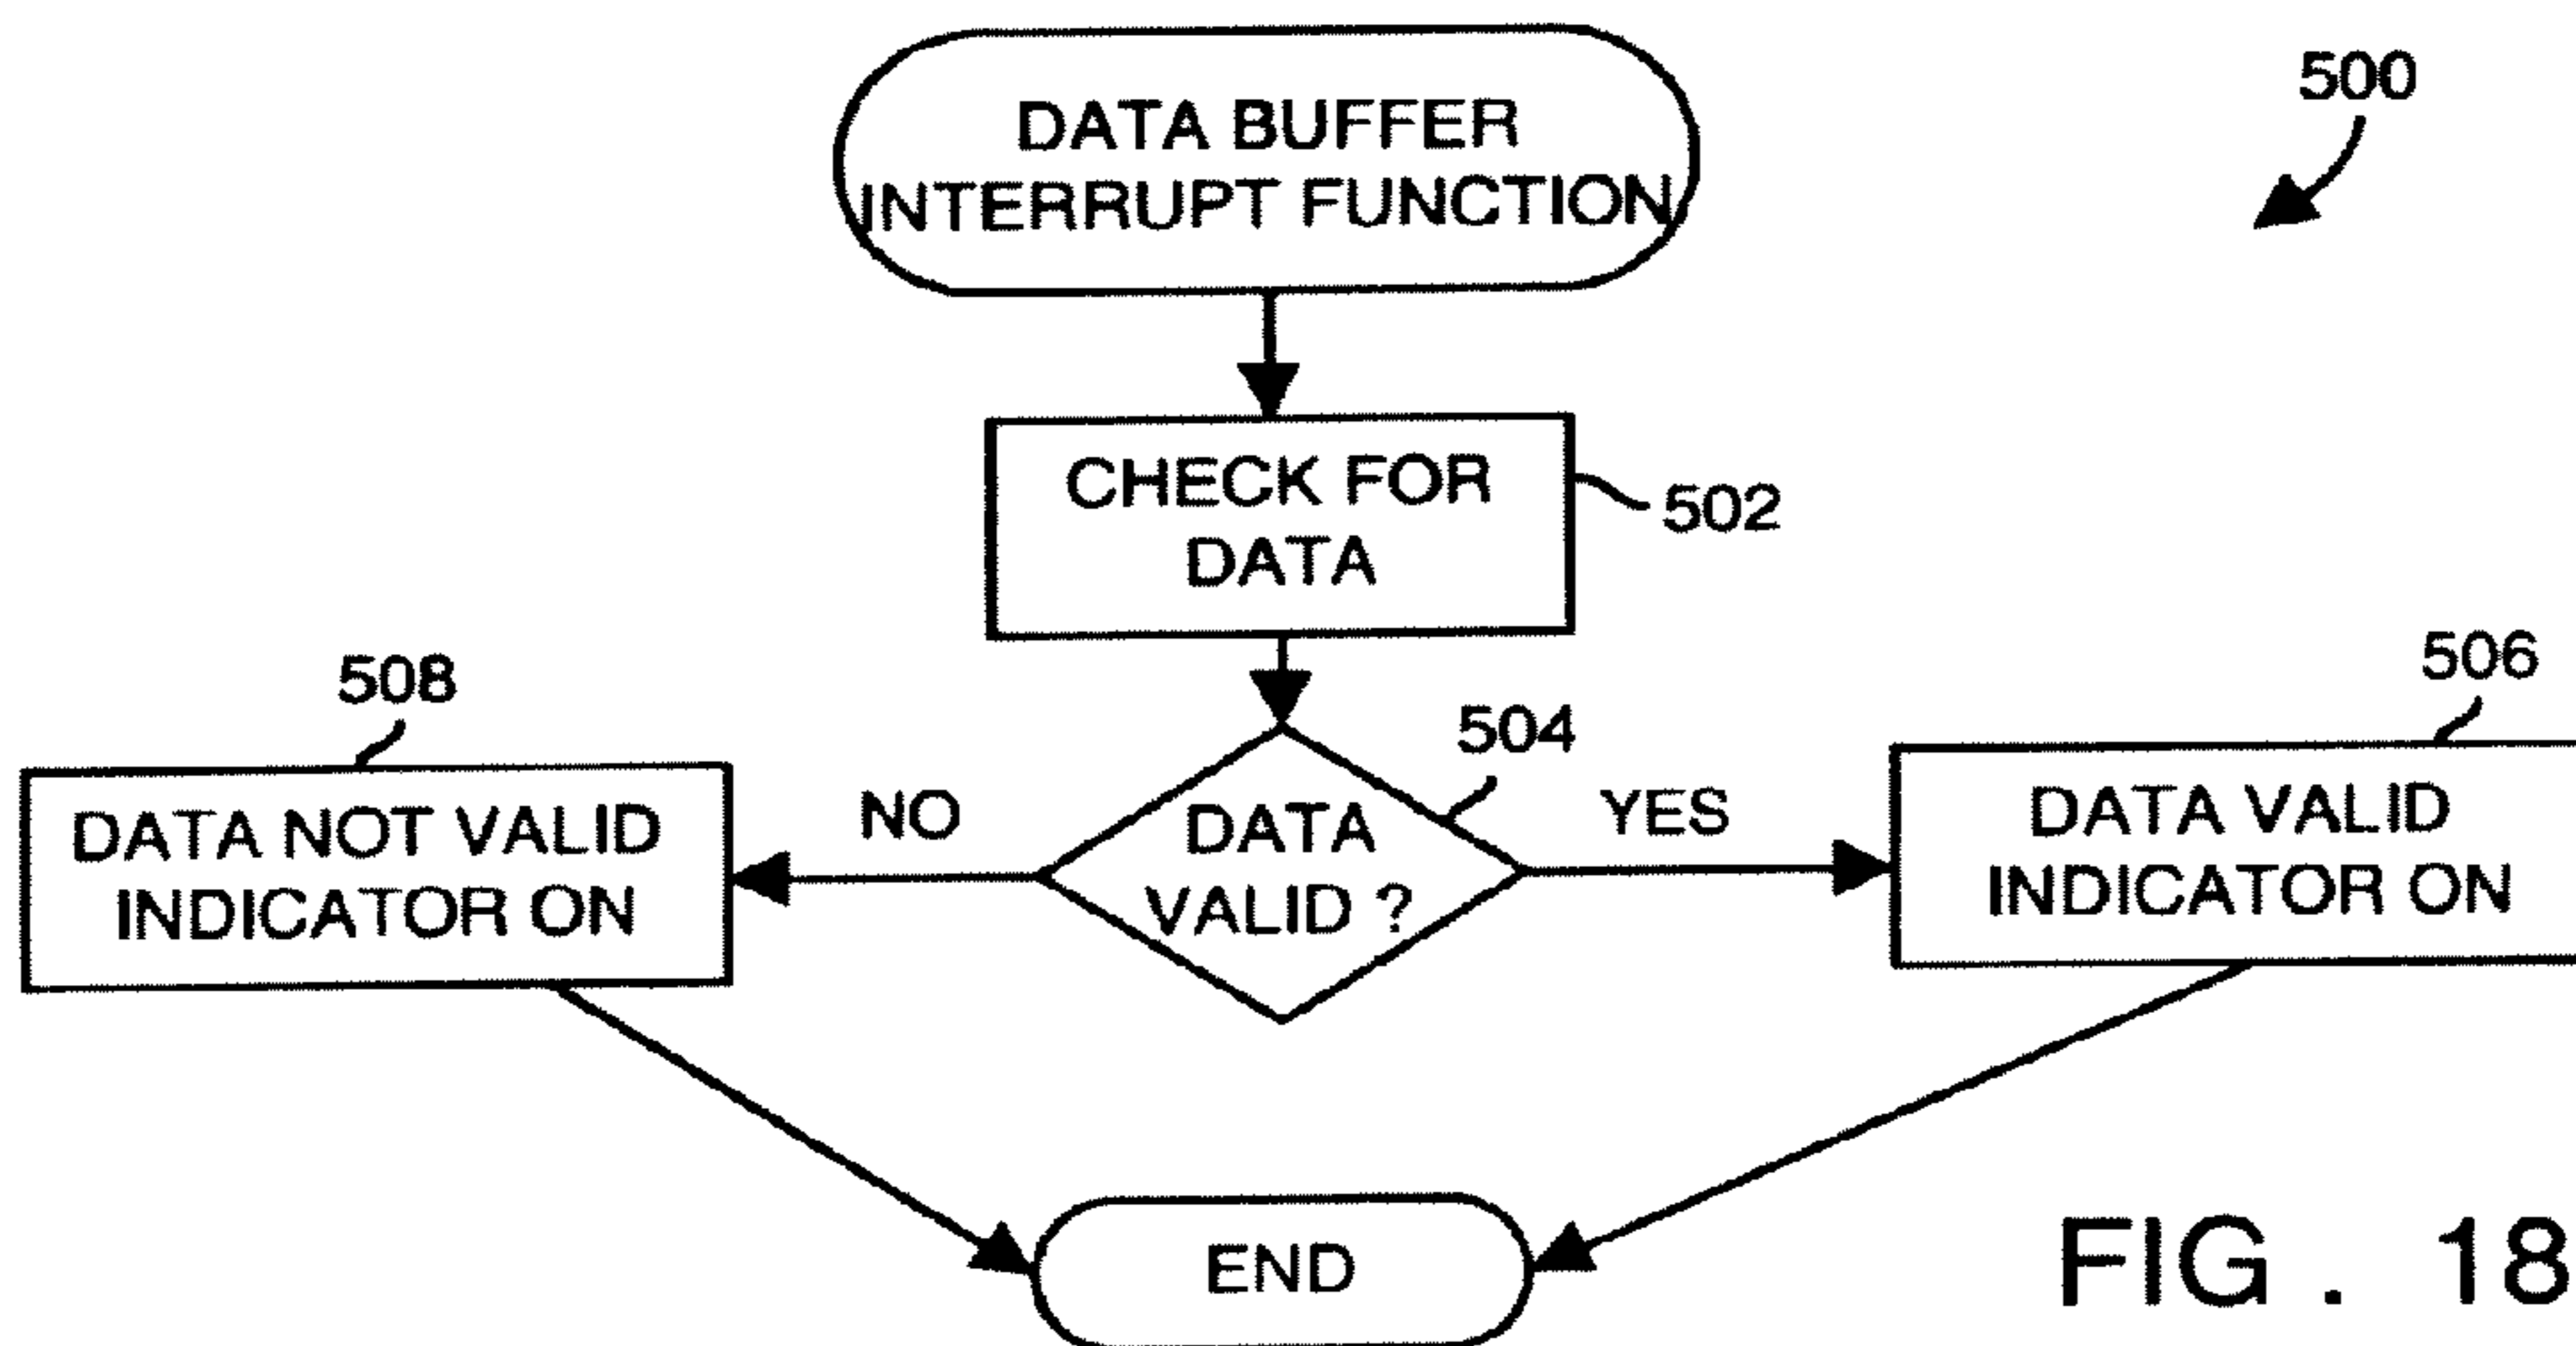 DATA BUFFER
INTERRUPT FUNCTION
500
CHECK FOR
DATA
502
508
504
506
DATA NOT VALID
INDICATOR ON
NO
DATA
VALID ?
YES
DATA VALID
INDICATOR ON
END
FIG . 18